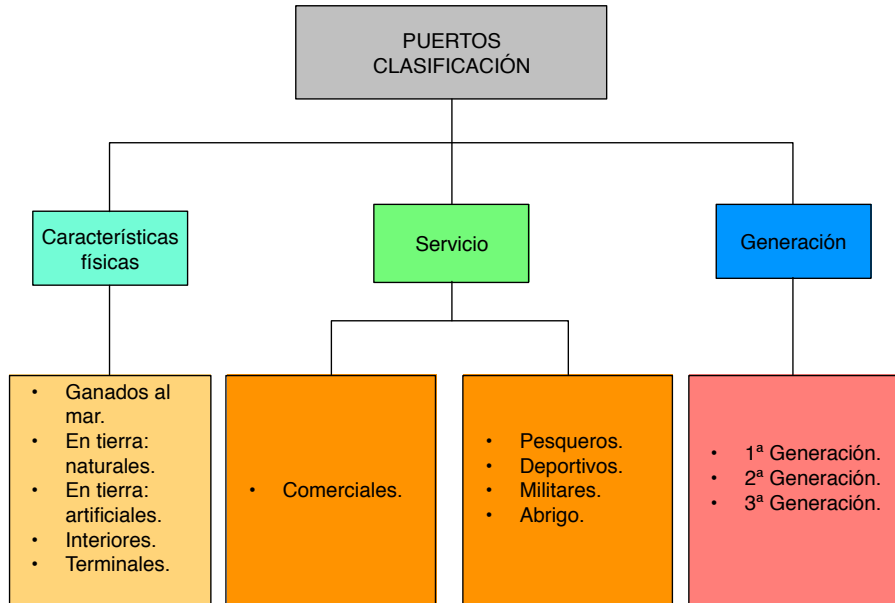 PUERTOS
CLASIFICACIÓN
Características
físicas
Servicio
Generación
• Ganados al
mar.
• En tierra:
naturales.
• En tierra:
artificiales.
• Interiores.
• Terminales.
• Comerciales.
• Pesqueros.
• Deportivos.
• Militares.
• Abrigo.
• 1ª Generación.
• 2ª Generación.
• 3ª Generación.